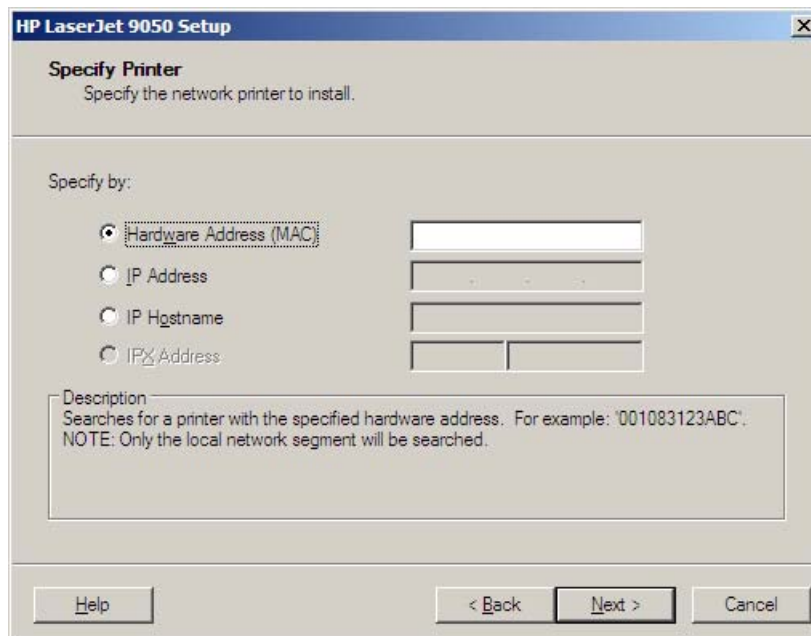 HP LaserJet 9050 Setup
Specify Printer
Specify the network printer to install.
Specify by:
Hardware Address (MAC)
IP Address
IP Hostname
IPX Address
Description
Searches for a printer with the specified hardware address. For example: '001083123ABC'.
NOTE: Only the local network segment will be searched.
Help
< Back
Next >
Cancel